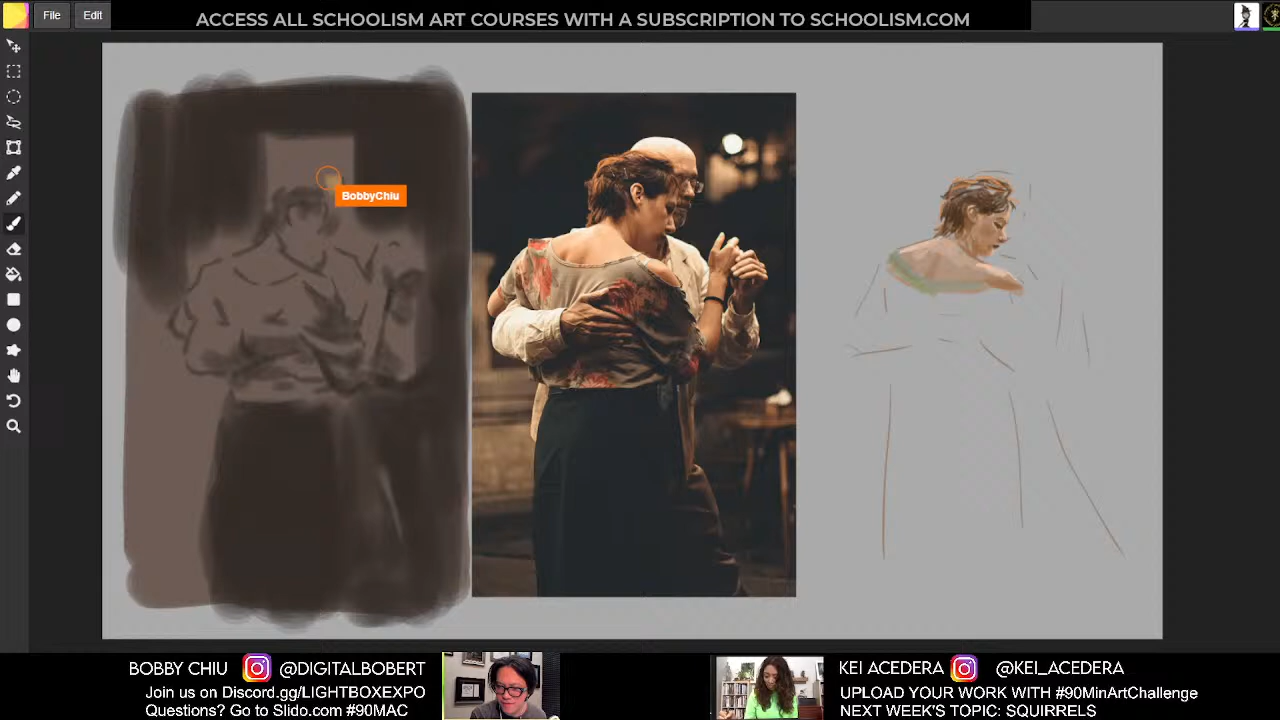 ACCESS ALL SCHOOLISM ART COURSES WITH A SUBSCRIPTION TO SCHOOLISM.COM
File Edit
BobbyChiu
BOBBY CHIU @DIGITALBOBERT
Join us on Discord.gg/LIGHTBOXEXPO
Questions? Go to Slido.com #90MAC
KEI ACEDERA @KEI_ACEDERA
UPLOAD YOUR WORK WITH #90MinArtChallenge
NEXT WEEK'S TOPIC: SQUIRRELS